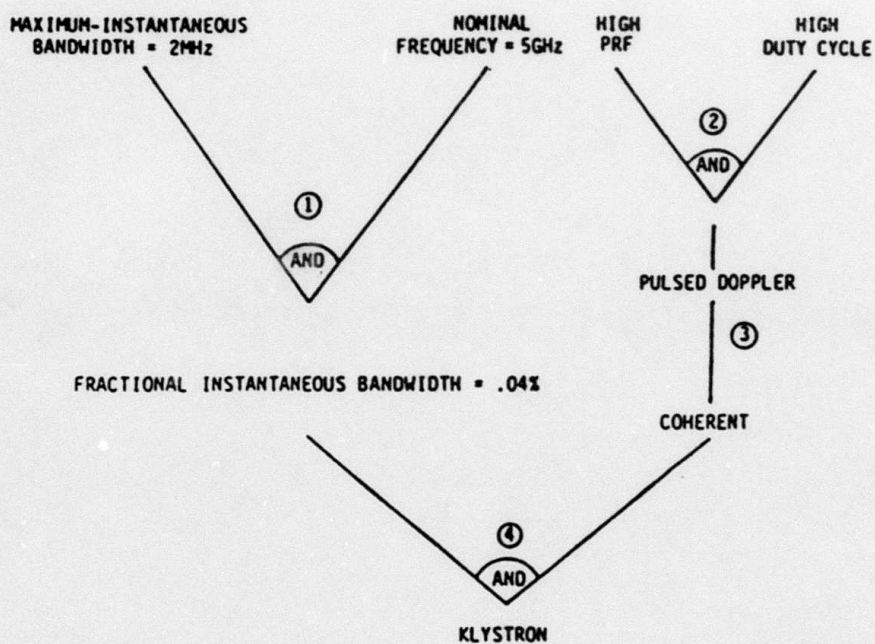 MAXIMUM-INSTANTANEOUS
BANDWIDTH = 2MHz
NOMINAL
FREQUENCY = 5GHz
HIGH
PRF
HIGH
DUTY CYCLE
②
AND
①
AND
PULSED DOPPLER
③
FRACTIONAL INSTANTANEOUS BANDWIDTH = .04%
COHERENT
④
AND
KLYSTRON